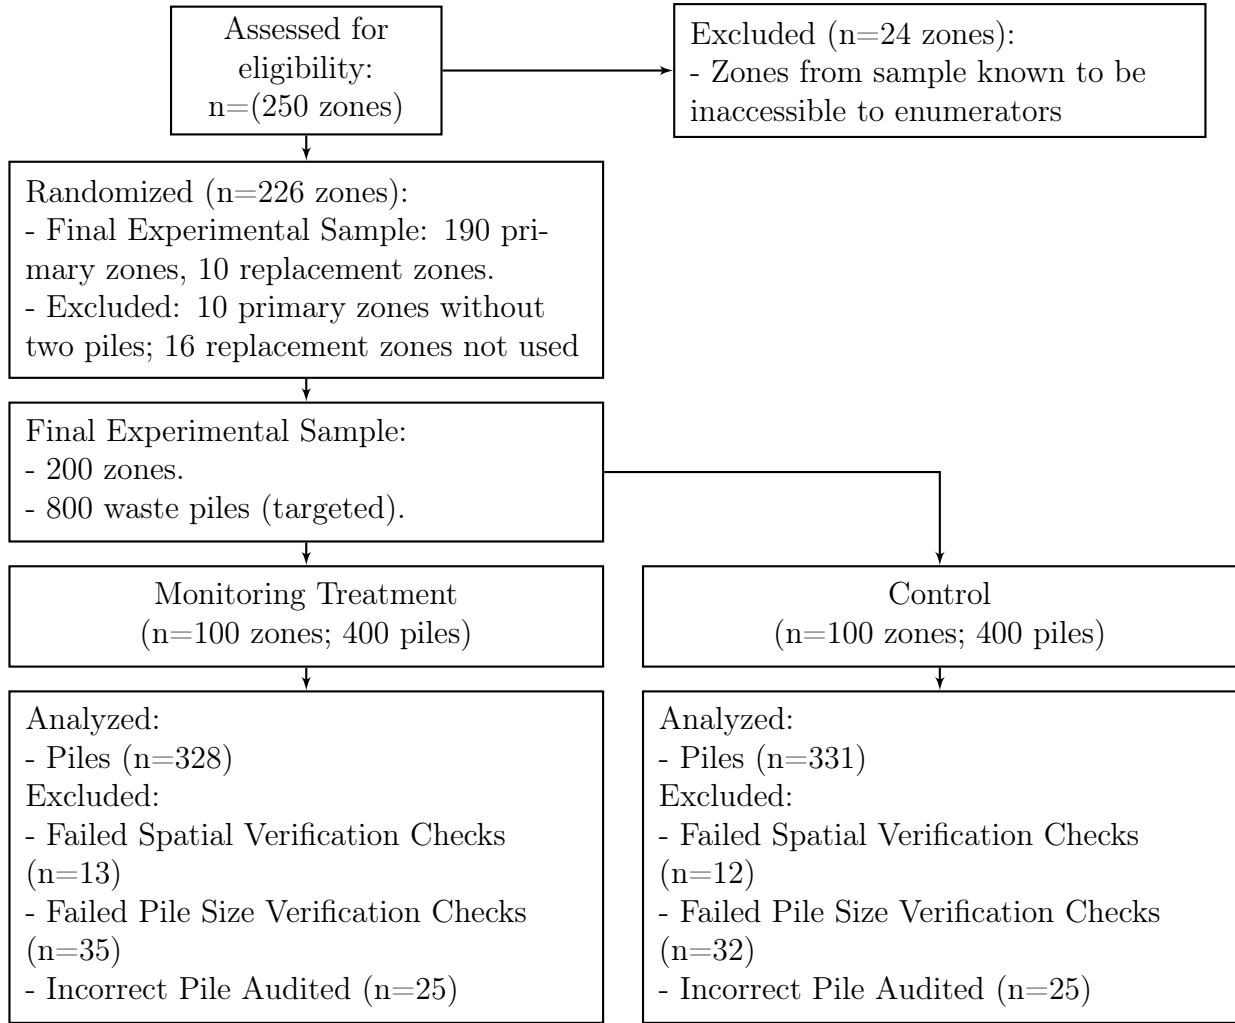 Assessed for
eligibility:
n=(250 zones)
Excluded (n=24 zones):
- Zones from sample known to be
inaccessible to enumerators
Randomized (n=226 zones):
- Final Experimental Sample: 190 pri-
mary zones, 10 replacement zones.
- Excluded: 10 primary zones without
two piles; 16 replacement zones not used
Final Experimental Sample:
- 200 zones.
- 800 waste piles (targeted).
Monitoring Treatment
(n=100 zones; 400 piles)
Control
(n=100 zones; 400 piles)
Analyzed:
- Piles (n=328)
Excluded:
- Failed Spatial Verification Checks
(n=13)
- Failed Pile Size Verification Checks
(n=35)
- Incorrect Pile Audited (n=25)
Analyzed:
- Piles (n=331)
Excluded:
- Failed Spatial Verification Checks
(n=12)
- Failed Pile Size Verification Checks
(n=32)
- Incorrect Pile Audited (n=25)